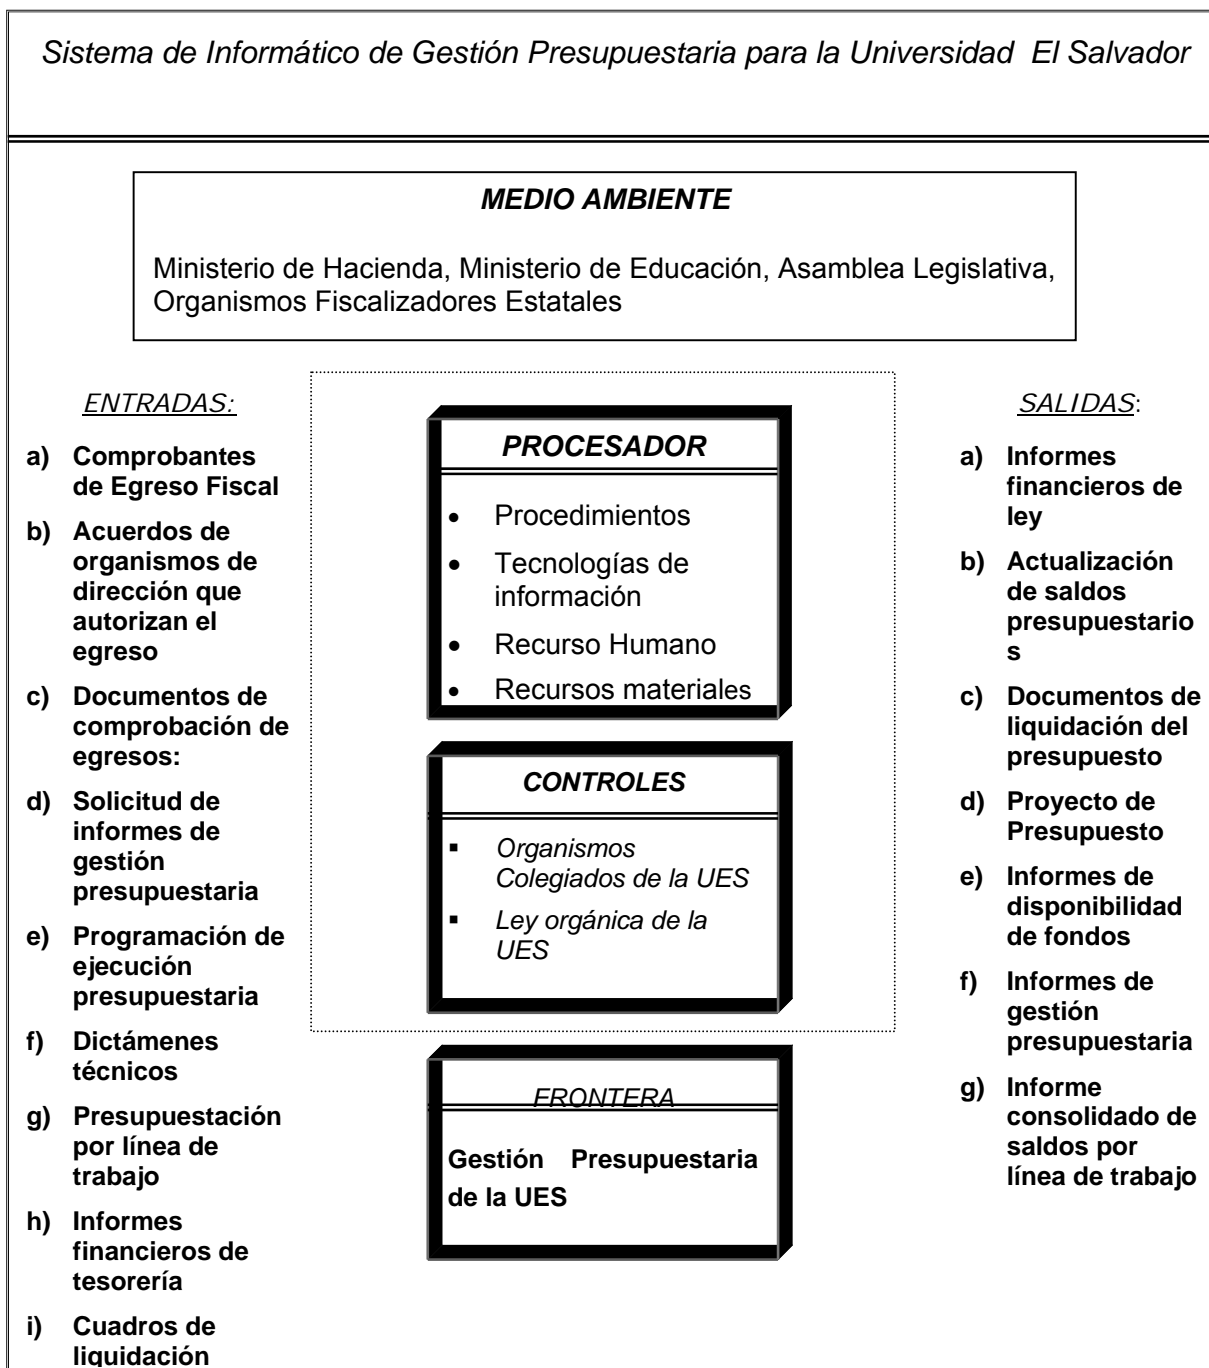 Sistema de Informático de Gestión Presupuestaria para la Universidad El Salvador
MEDIO AMBIENTE
Ministerio de Hacienda, Ministerio de Educación, Asamblea Legislativa,
Organismos Fiscalizadores Estatales
ENTRADAS:
a) Comprobantes
de Egreso Fiscal
b) Acuerdos de
organismos de
dirección que
autorizan el
egreso
c) Documentos de
comprobación de
egresos:
d) Solicitud de
informes de
gestión
presupuestaria
e) Programación de
ejecución
presupuestaria
f) Dictámenes
técnicos
g) Presupuestación
por línea de
trabajo
h) Informes
financieros de
tesorería
i) Cuadros de
liquidación
PROCESADOR
• Procedimientos
• Tecnologías de
información
• Recurso Humano
• Recursos materiales
CONTROLES
▪ Organismos
Colegiados de la UES
▪ Ley orgánica de la
UES
FRONTERA
Gestión Presupuestaria
de la UES
SALIDAS:
a) Informes
financieros de
ley
b) Actualización
de saldos
presupuestario
s
c) Documentos de
liquidación del
presupuesto
d) Proyecto de
Presupuesto
e) Informes de
disponibilidad
de fondos
f) Informes de
gestión
presupuestaria
g) Informe
consolidado de
saldos por
línea de trabajo